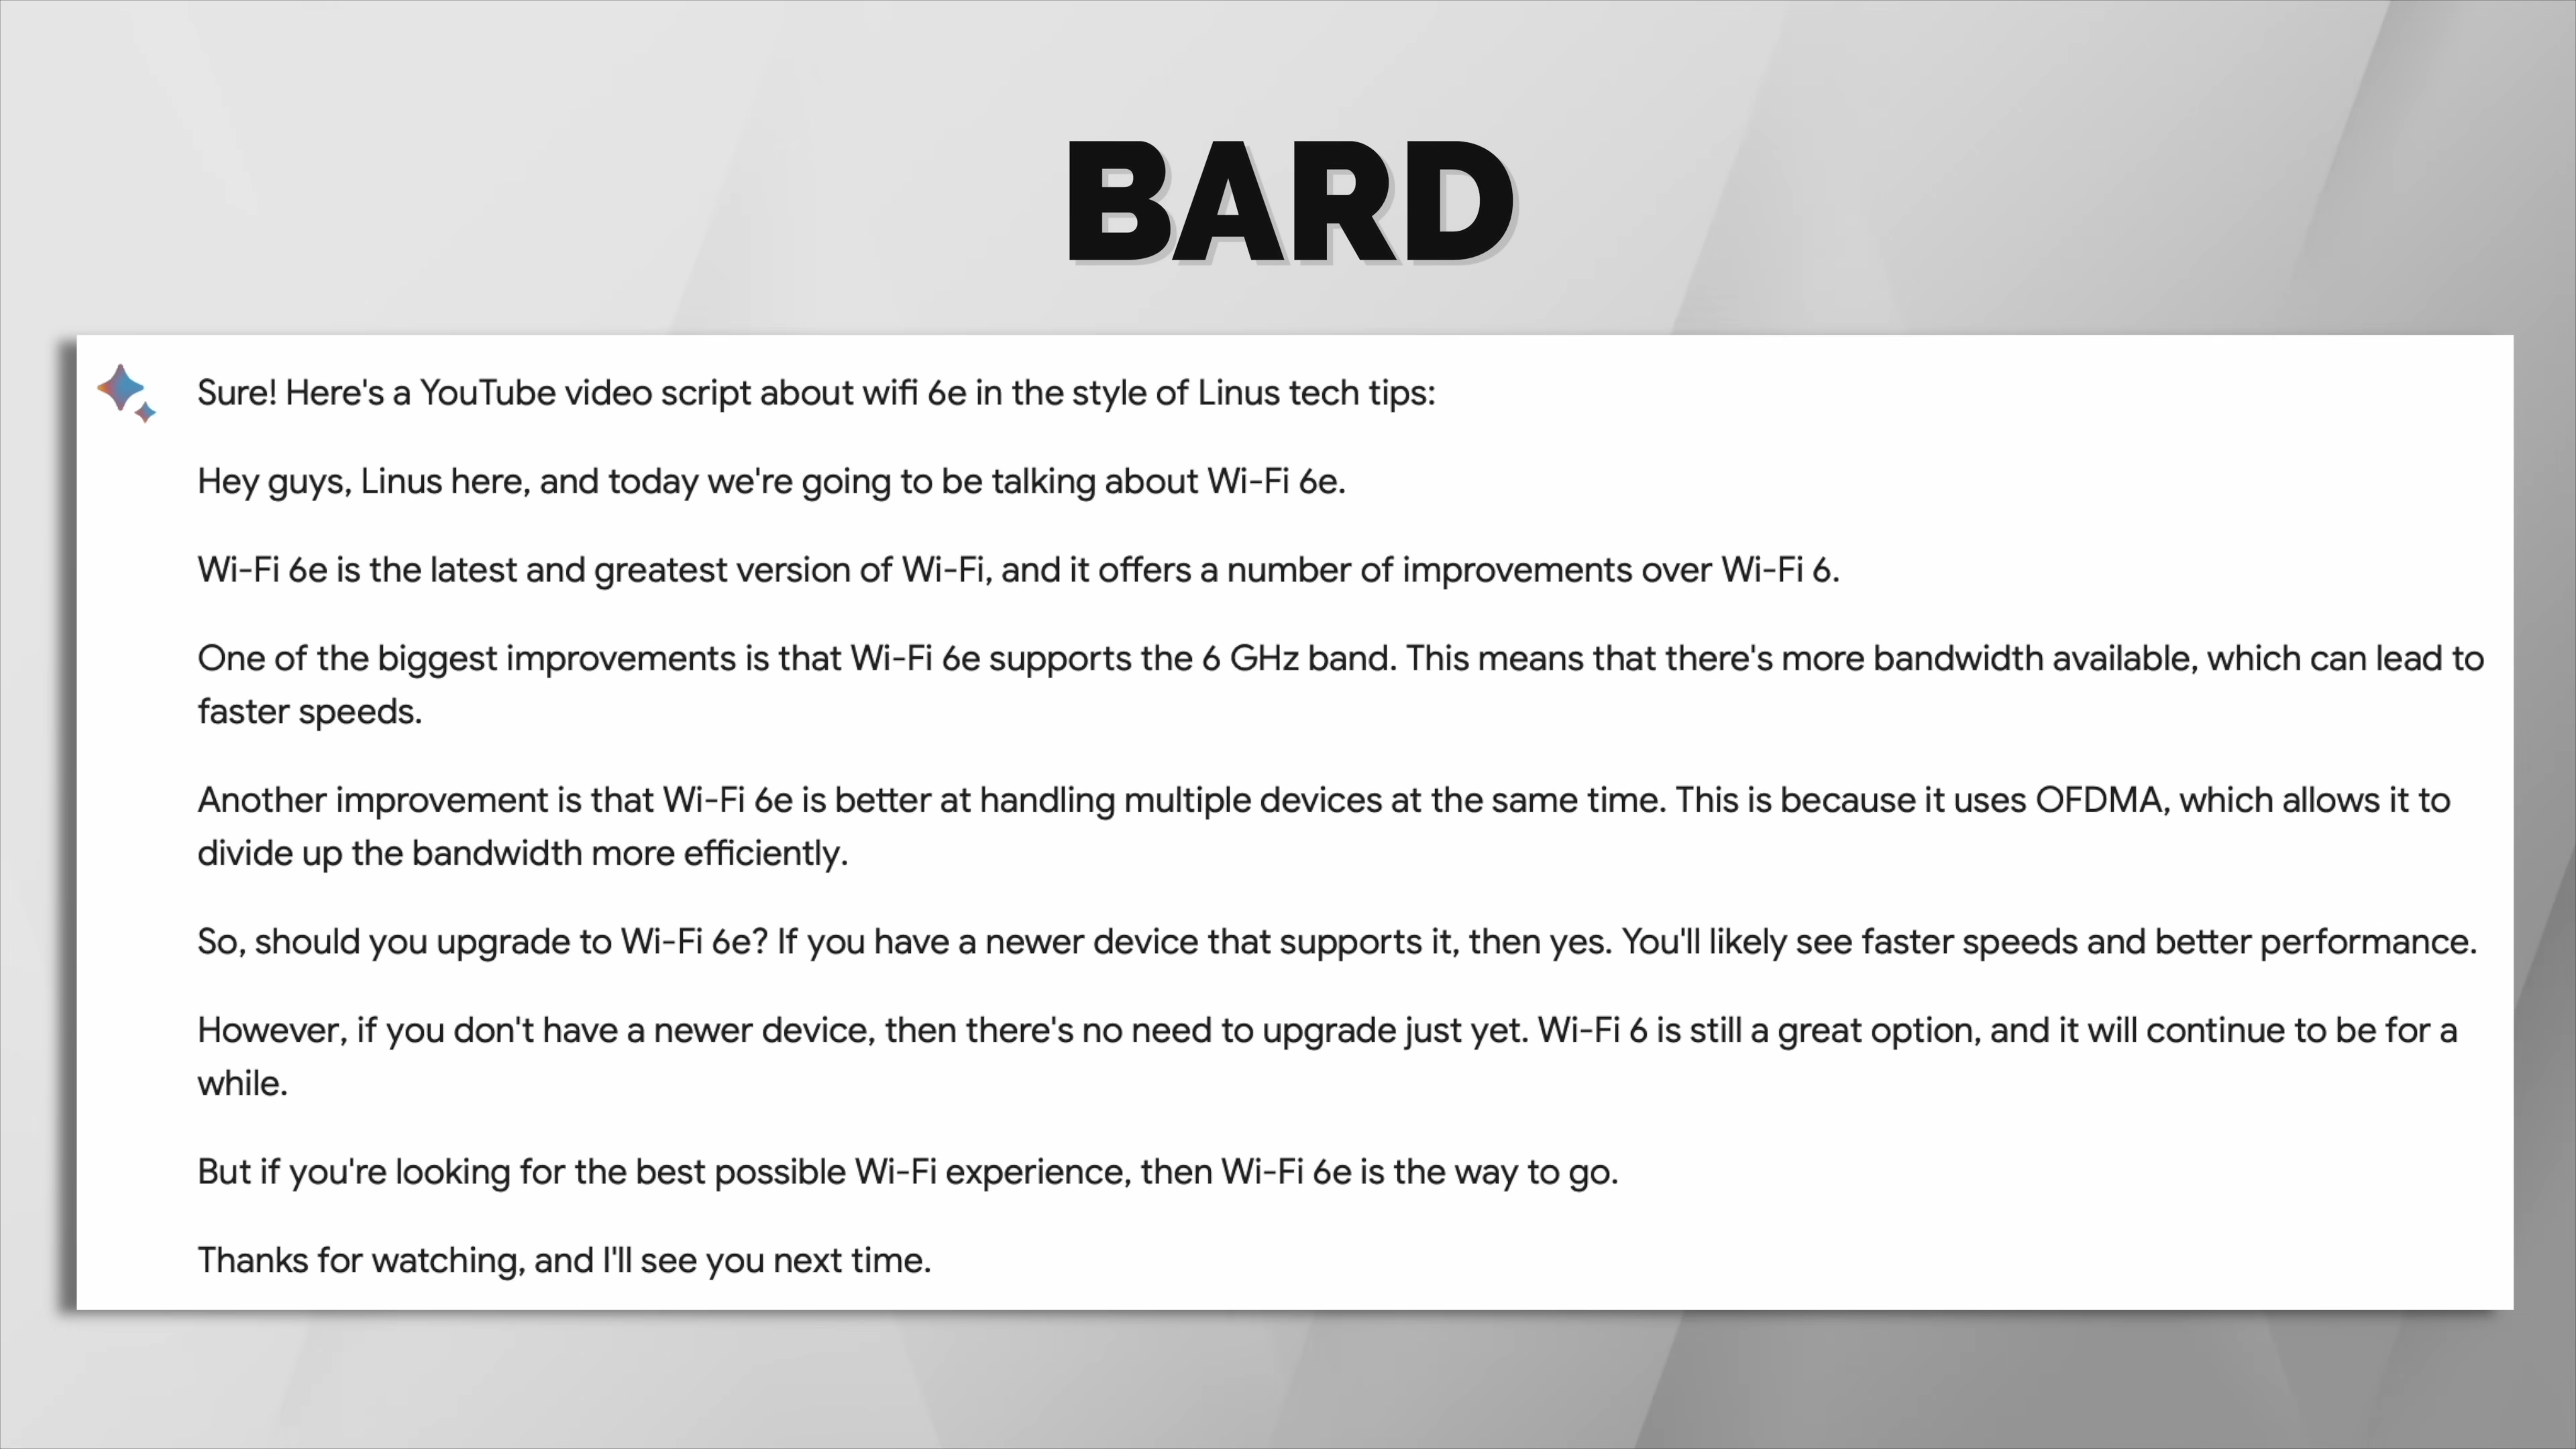 BARD
Sure! Here's a YouTube video script about wifi 6e in the style of Linus tech tips:
Hey guys, Linus here, and today we're going to be talking about Wi-Fi 6e.
Wi-Fi 6e is the latest and greatest version of Wi-Fi, and it offers a number of improvements over Wi-Fi 6.
One of the biggest improvements is that Wi-Fi 6e supports the 6 GHz band. This means that there's more bandwidth available, which can lead to
faster speeds.
Another improvement is that Wi-Fi 6e is better at handling multiple devices at the same time. This is because it uses OFDMA, which allows it to
divide up the bandwidth more efficiently.
So, should you upgrade to Wi-Fi 6e? If you have a newer device that supports it, then yes. You'll likely see faster speeds and better performance.
However, if you don't have a newer device, then there's no need to upgrade just yet. Wi-Fi 6 is still a great option, and it will continue to be for a
while.
But if you're looking for the best possible Wi-Fi experience, then Wi-Fi 6e is the way to go.
Thanks for watching, and I'll see you next time.